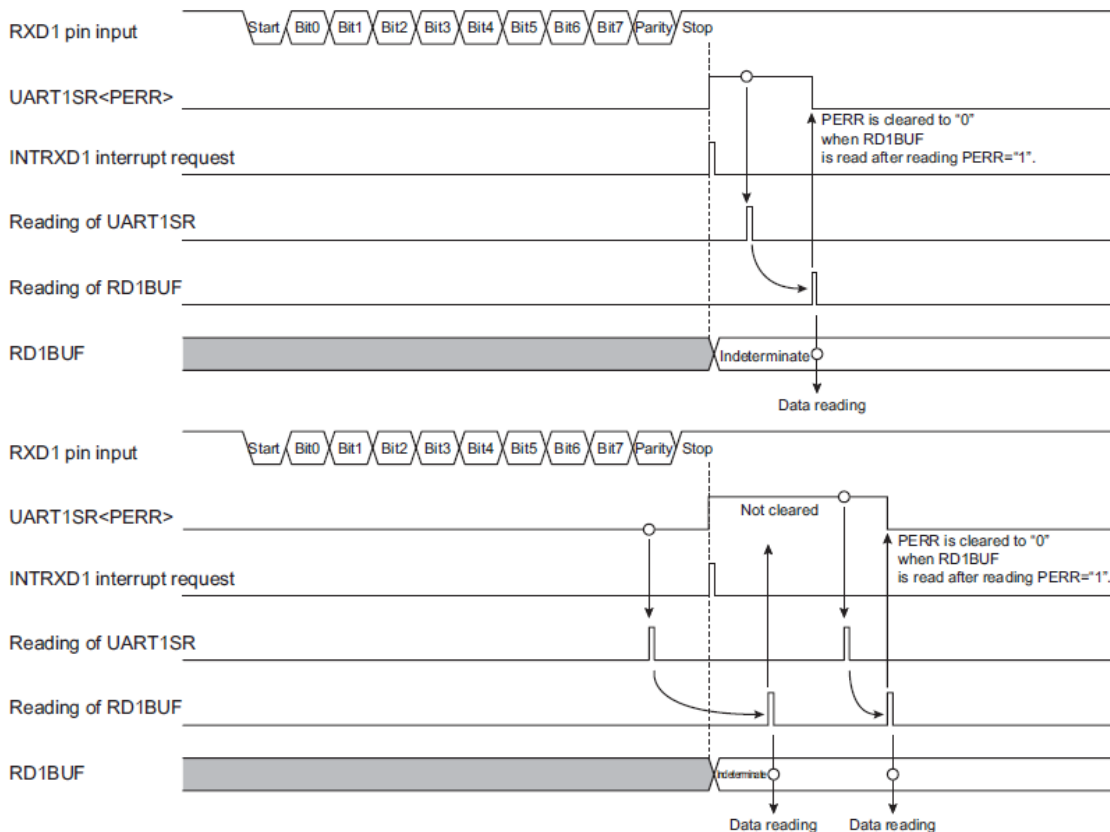 RXD1 pin input
Start Bit0 Bit1 Bit2 Bit3 Bit4 Bit5 Bit6 Bit7 Parity Stop
UART1SR<PERR>
PERR is cleared to “0”
when RD1BUF
is read after reading PERR=“1”.
INTRXD1 interrupt request
Reading of UART1SR
Reading of RD1BUF
RD1BUF
Indeterminate
Data reading
RXD1 pin input
Start Bit0 Bit1 Bit2 Bit3 Bit4 Bit5 Bit6 Bit7 Parity Stop
UART1SR<PERR>
Not cleared
PERR is cleared to “0”
when RD1BUF
is read after reading PERR=“1”.
INTRXD1 interrupt request
Reading of UART1SR
Reading of RD1BUF
RD1BUF
Indeterminate
Data reading Data reading